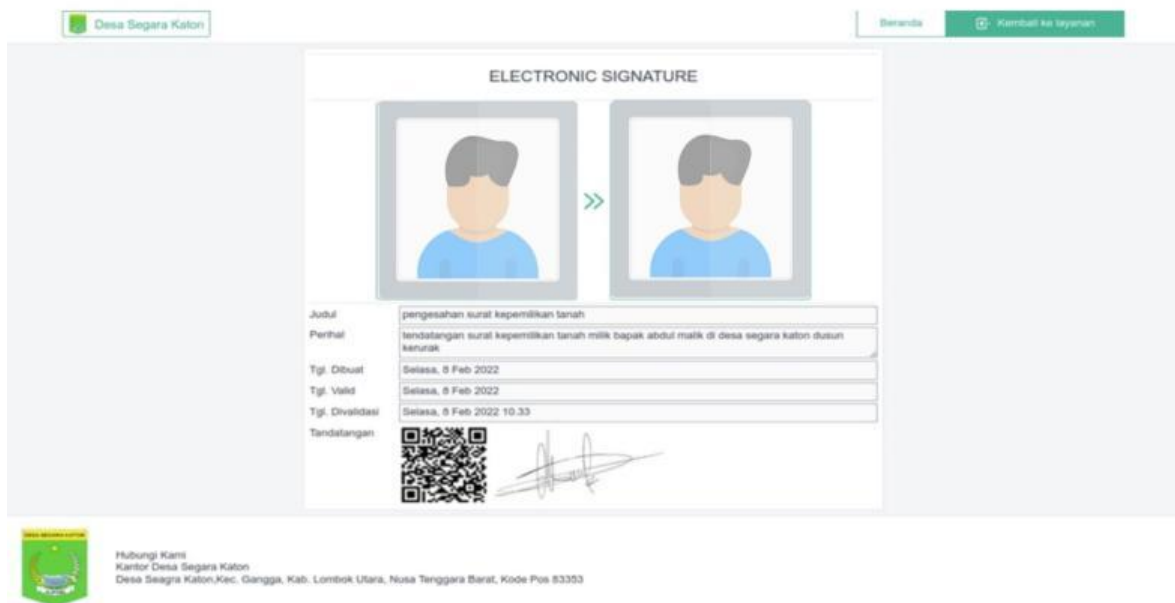 Desa Segara Katon
Beranda
Kembali ke layanan
ELECTRONIC SIGNATURE
Judul
pengesahan surat kepemilikan tanah
Perihal
tendatangan surat kepemilikan tanah milik bapak abdul malik di desa segara katon dusun
kerurak
Tgl. Dibuat
Selasa, 8 Feb 2022
Tgl. Valid
Selasa, 8 Feb 2022
Tgl. Divalidasi
Selasa, 8 Feb 2022 10.33
Tandatangan
DESA SEGARA KATON
Hubungi Kami
Kantor Desa Segara Katon
Desa Seagra Katon,Kec. Gangga, Kab. Lombok Utara, Nusa Tenggara Barat, Kode Pos 83353